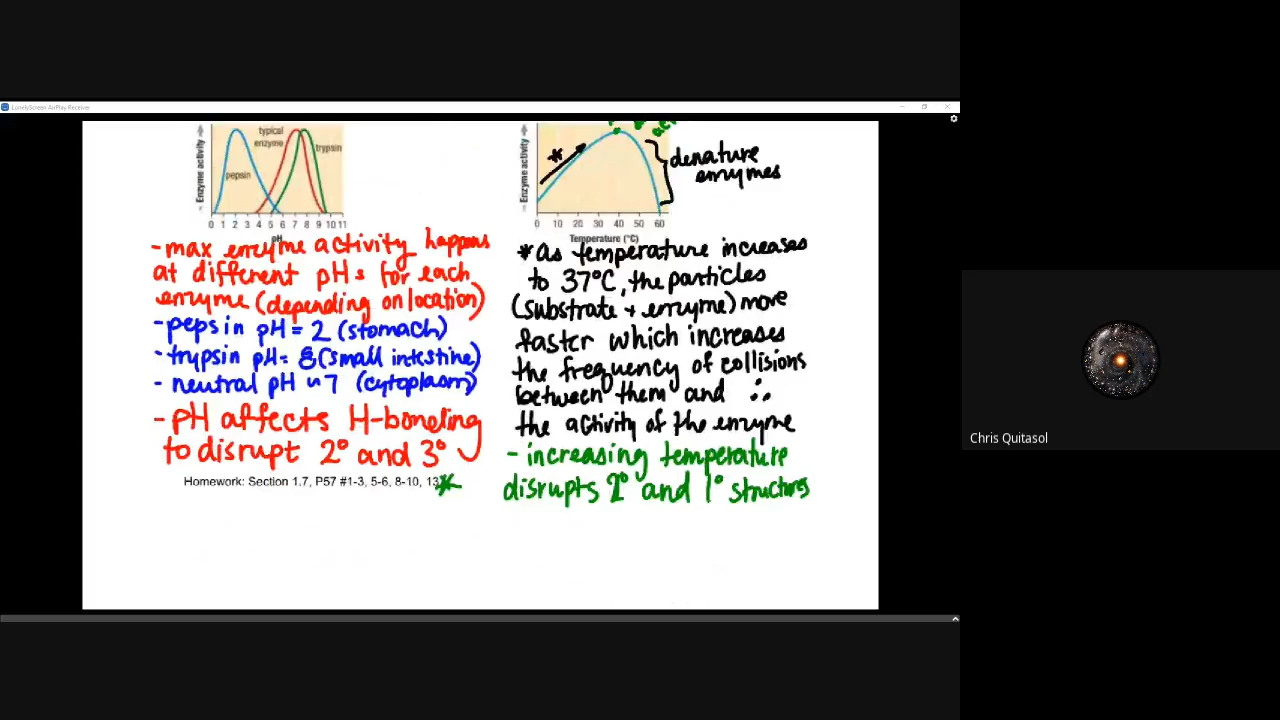 LonelyScreen AirPlay Receiver
Enzyme activity
pepsin
typical
enzyme
trypsin
0 1 2 3 4 5 6 7 8 9 10 11
pH
- max enzyme activity happens
at different pHs for each
enzyme (depending on location)
- pepsin pH = 2 (stomach)
- trypsin pH = 8 (small intestine)
- neutral pH ~ 7 (cytoplasm)
- pH affects H-bonding
to disrupt 2° and 3°
Homework: Section 1.7, P57 #1-3, 5-6, 8-10, 13*
Enzyme activity
*
denature
enzymes
0 10 20 30 40 50 60
Temperature (°C)
* As temperature increases
to 37°C, the particles
(substrate + enzyme) move
faster which increases
the frequency of collisions
between them and ∴
the activity of the enzyme
- increasing temperature
disrupts 2° and 1° structures
Chris Quitasol